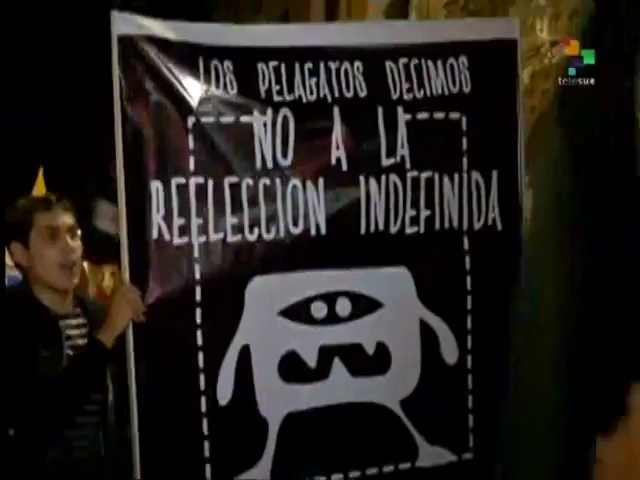 LOS PELAGATOS DECIMOS
NO A LA
REELECCION INDEFINIDA
telesur